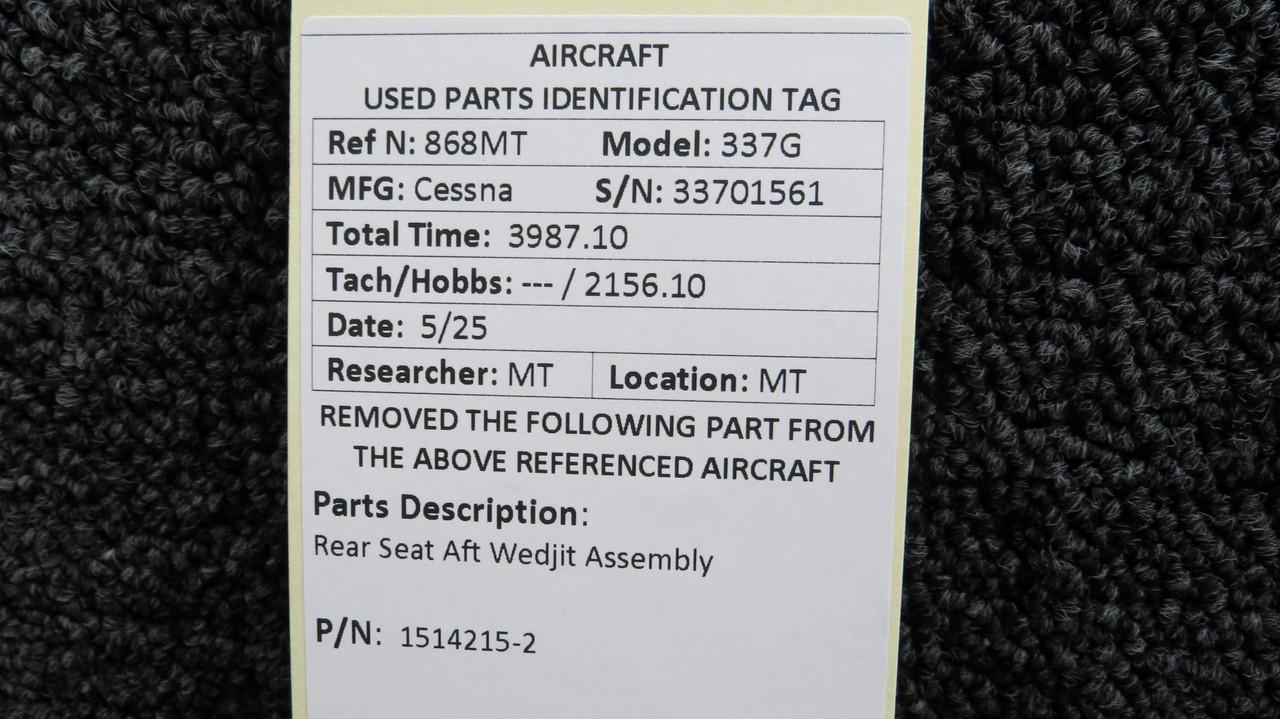 AIRCRAFT
USED PARTS IDENTIFICATION TAG
Ref N: 868MT Model: 337G
MFG: Cessna S/N: 33701561
Total Time: 3987.10
Tach/Hobbs: --- / 2156.10
Date: 5/25
Researcher: MT Location: MT
REMOVED THE FOLLOWING PART FROM
THE ABOVE REFERENCED AIRCRAFT
Parts Description:
Rear Seat Aft Wedjit Assembly
P/N: 1514215-2